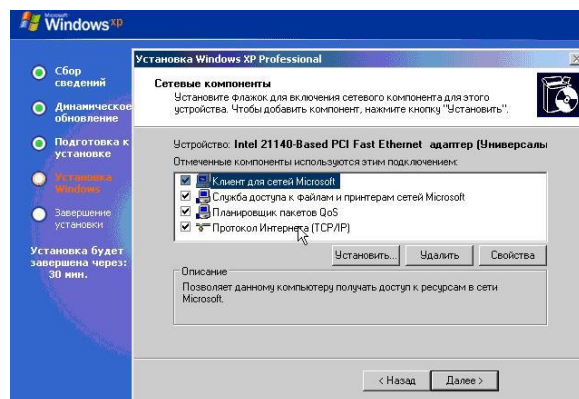 Microsoft
Windows xp
Сбор
сведений
Динамическое
обновление
Подготовка к
установке
Установка
Windows
Завершение
установки
Установка будет
завершена через:
30 мин.
Установка Windows XP Professional
Сетевые компоненты
Установите флажок для включения сетевого компонента для этого
устройства. Чтобы добавить компонент, нажмите кнопку "Установить".
Устройство: Intel 21140-Based PCI Fast Ethernet адаптер (Универсалы
Отмеченные компоненты используются этим подключением:
Клиент для сетей Microsoft
Служба доступа к файлам и принтерам сетей Microsoft
Планировщик пакетов QoS
Протокол Интернета (TCP/IP)
Установить... Удалить Свойства
Описание
Позволяет данному компьютеру получать доступ к ресурсам в сети
Microsoft.
< Назад Далее >